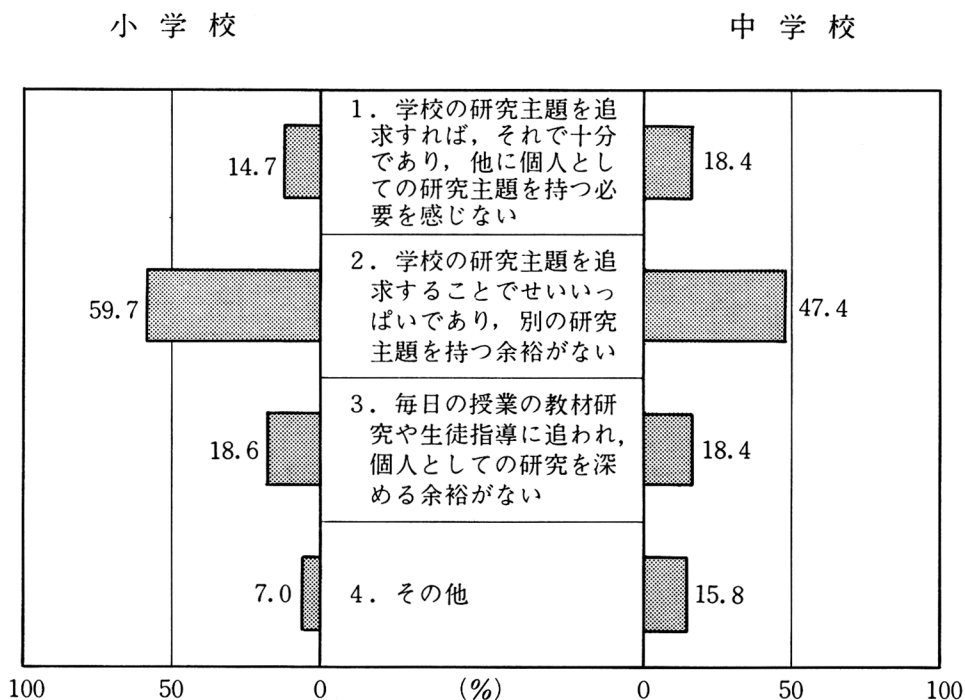 小学校
中学校
1．学校の研究主題を追
求すれば，それで十分
であり，他に個人とし
ての研究主題を持つ必
要を感じない
14.7
18.4
2．学校の研究主題を追
求することでせいいっ
ぱいであり，別の研究
主題を持つ余裕がない
59.7
47.4
3．毎日の授業の教材研
究や生徒指導に追われ，
個人としての研究を深
める余裕がない
18.6
18.4
4．その他
7.0
15.8
100 50 0 (%) 0 50 100